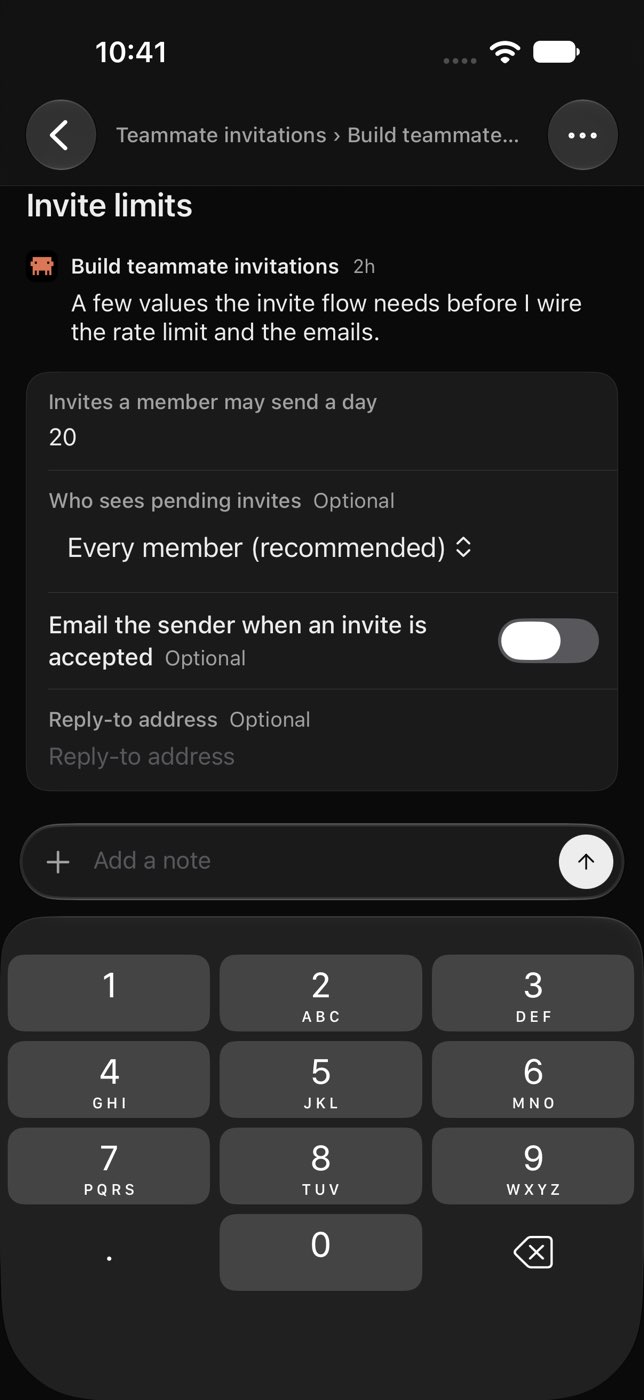 10:41
Teammate invitations › Build teammate...
Invite limits
Build teammate invitations 2h
A few values the invite flow needs before I wire
the rate limit and the emails.
Invites a member may send a day
20
Who sees pending invites Optional
Every member (recommended)
Email the sender when an invite is
accepted Optional
Reply-to address Optional
Reply-to address
Add a note
1
2
ABC
3
DEF
4
GHI
5
JKL
6
MNO
7
PQRS
8
TUV
9
WXYZ
.
0